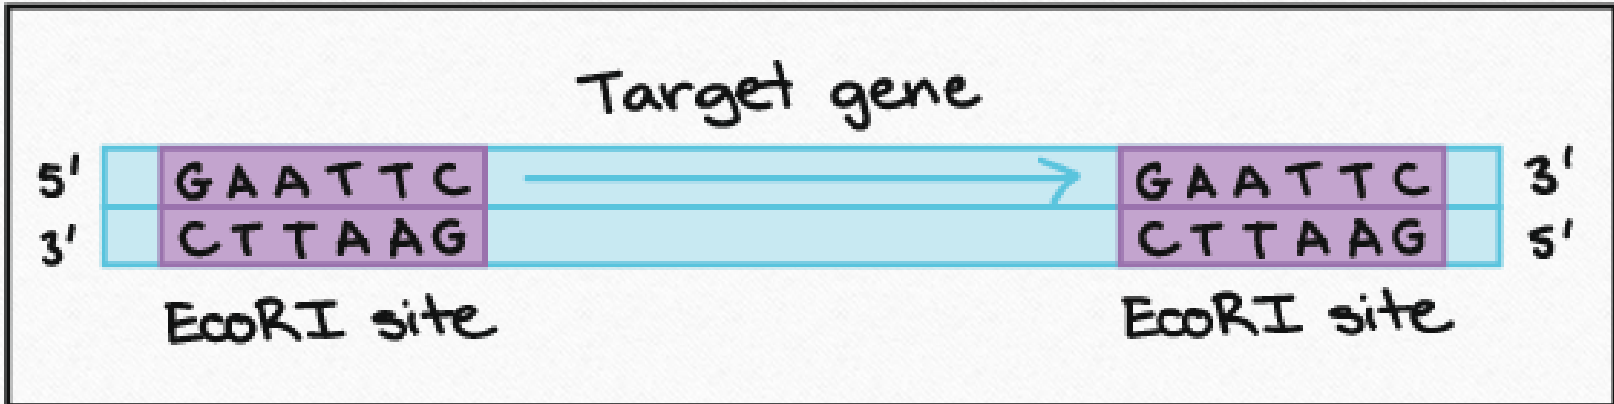 Target gene
5' GAATTC GAATTC 3'
3' CTTAAG CTTAAG 5'
EcoRI site EcoRI site